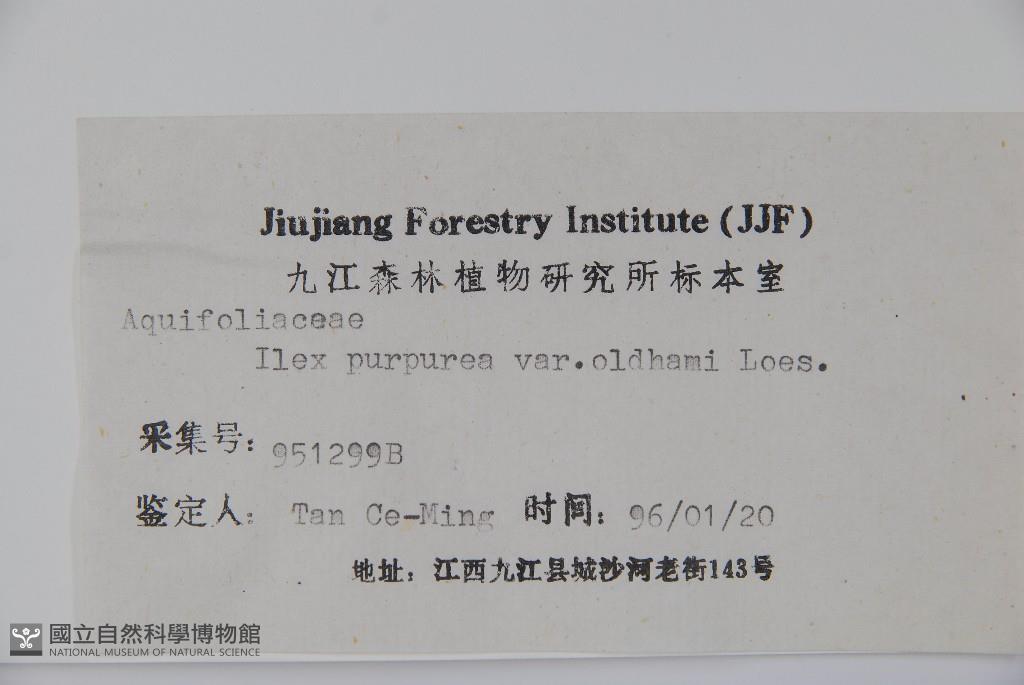 Jiujiang Forestry Institute (JJF)
九江森林植物研究所标本室
Aquifoliaceae
Ilex purpurea var.oldhami Loes.
采集号: 951299B
鉴定人: Tan Ce-Ming 时间: 96/01/20
地址: 江西九江县城沙河老街143号
國立自然科學博物館
NATIONAL MUSEUM OF NATURAL SCIENCE